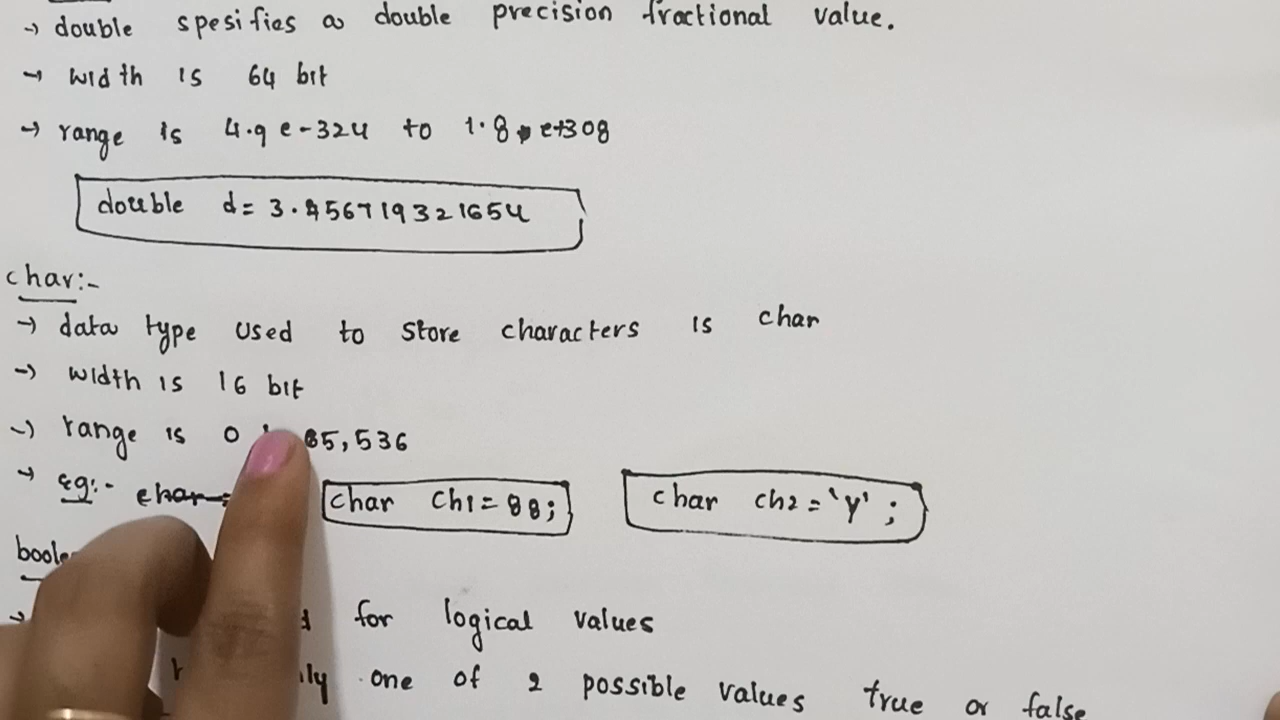 → double spesifies a double precision fractional value.
→ width is 64 bit
→ range is 4.9 e-324 to 1.8 e+308
double d= 3.456719321654
char:-
→ data type used to store characters is char
→ width is 16 bit
→ range is 0 65,536
→ eg:- char= char ch1= 88; char ch2 = 'Y' ;
for logical values
one of 2 possible values true or false